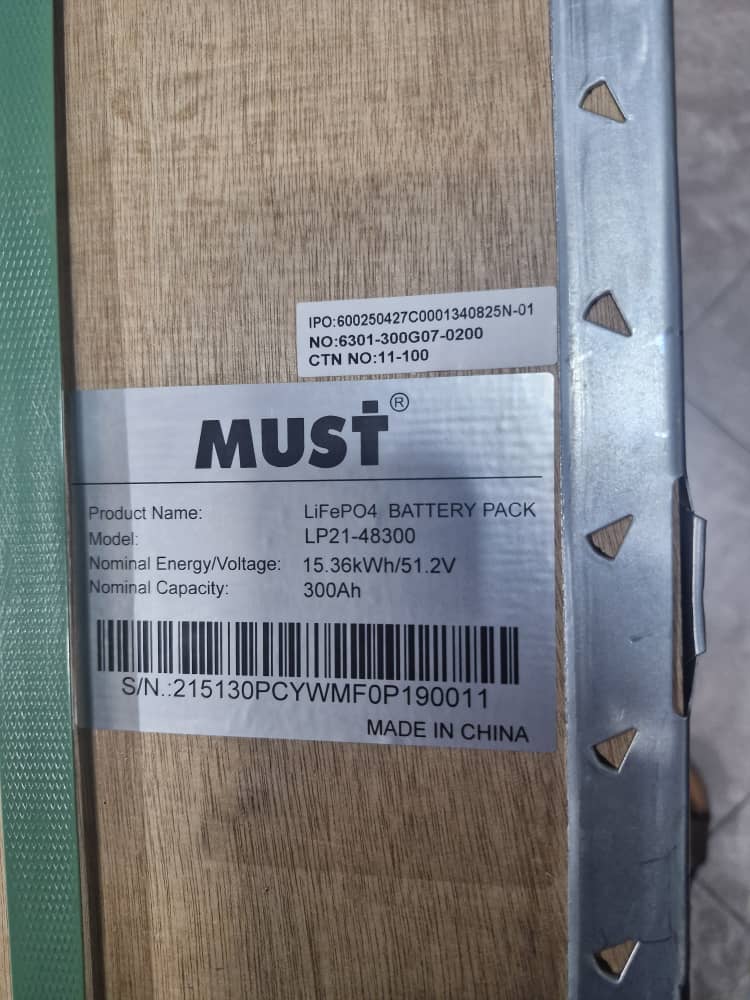 IPO:600250427C0001340825N-01
NO:6301-300G07-0200
CTN NO:11-100
MUST®
Product Name: LiFePO4 BATTERY PACK
Model: LP21-48300
Nominal Energy/Voltage: 15.36kWh/51.2V
Nominal Capacity: 300Ah
S/N.:215130PCYWMF0P190011
MADE IN CHINA